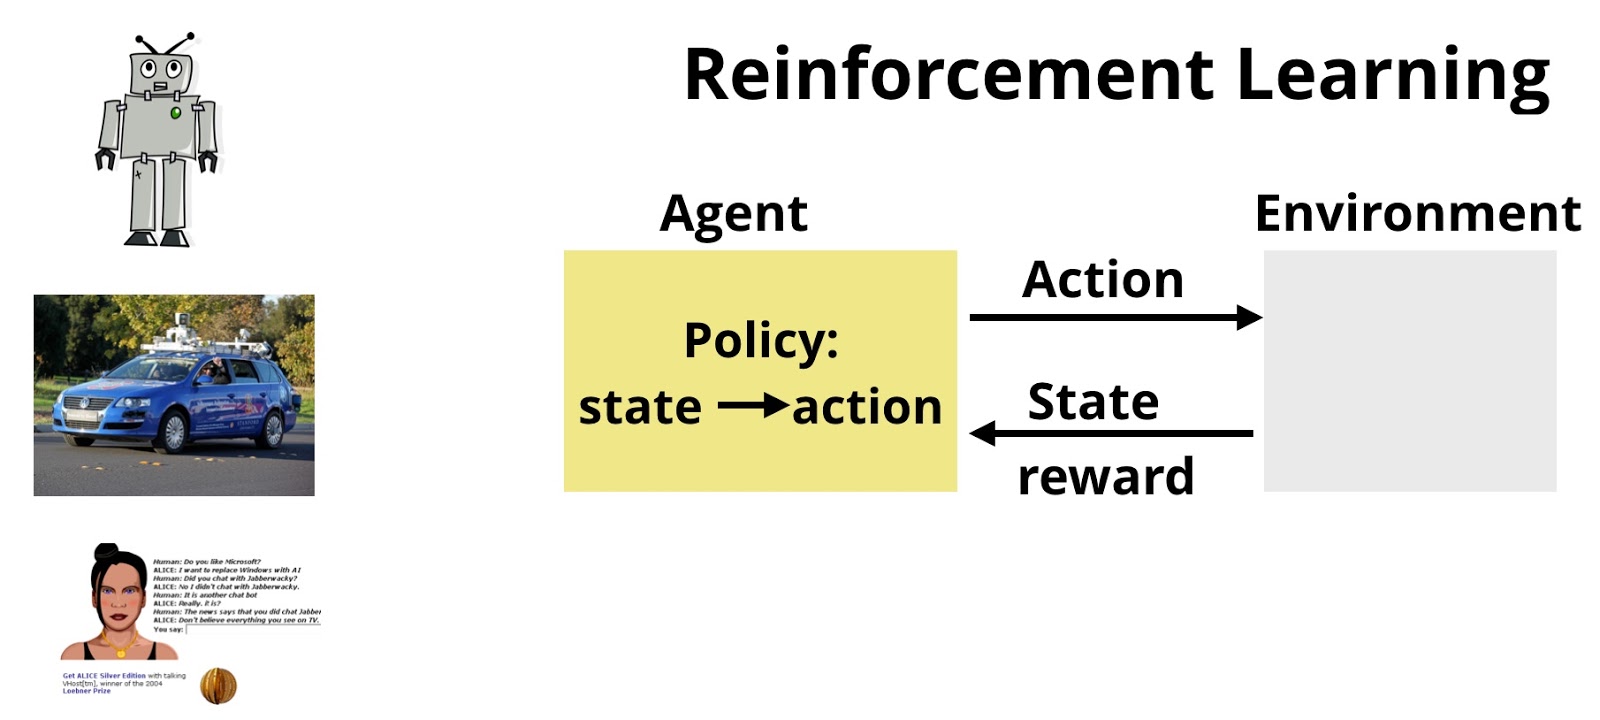 Reinforcement Learning
Agent
Environment
Policy:
state
action
Action
State
reward
STANFORD
Human: Do you like Microsoft?
ALICE: I want to replace Windows with AI
Human: Did you chat with Jabberwacky?
ALICE: No I didn't chat with Jabberwacky.
Human: It is another chat bot
ALICE: Really. it is?
Human: The news says that you did chat Jabber
ALICE: Don't believe everything you see on TV.
You say:
Get ALICE Silver Edition with talking
VHost[tm], winner of the 2004
Loebner Prize